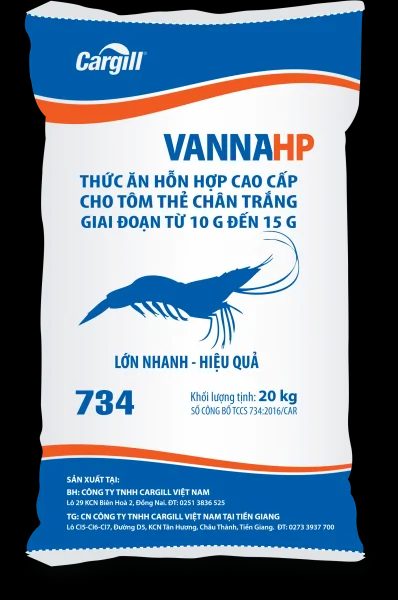 Cargill
VANNAHP
THỨC ĂN HỖN HỢP CAO CẤP
CHO TÔM THẺ CHÂN TRẮNG
GIAI ĐOẠN TỪ 10 G ĐẾN 15 G
LỚN NHANH - HIỆU QUẢ
734
Khối lượng tịnh: 20 kg
SỐ CÔNG BỐ TCCS 734:2016/CAR
SẢN XUẤT TẠI:
BH: CÔNG TY TNHH CARGILL VIỆT NAM
Lô 29 KCN Biên Hoà 2, Đồng Nai. ĐT: 0251 3836 525
TG: CN CÔNG TY TNHH CARGILL VIỆT NAM TẠI TIỀN GIANG
Lô CI5-CI6-CI7, Đường D5, KCN Tân Hương, Châu Thành, Tiền Giang. ĐT: 0273 3937 700